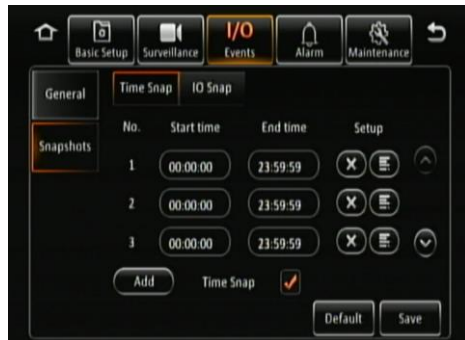 Basic Setup
Surveillance
I/O
Events
Alarm
Maintenance
General
Snapshots
Time Snap IO Snap
No. Start time End time Setup
1 00:00:00 23:59:59
2 00:00:00 23:59:59
3 00:00:00 23:59:59
Add Time Snap
Default Save